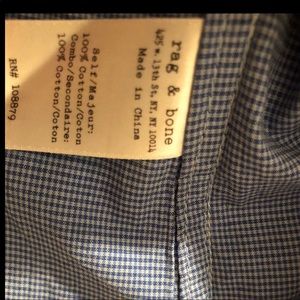 rag & bone
425 w. 13th St, NY, NY 10014
Made in China
Self/Majeur:
100% Cotton/Coton
Combo/Secondaire:
100% Cotton/Coton
RN# 108879